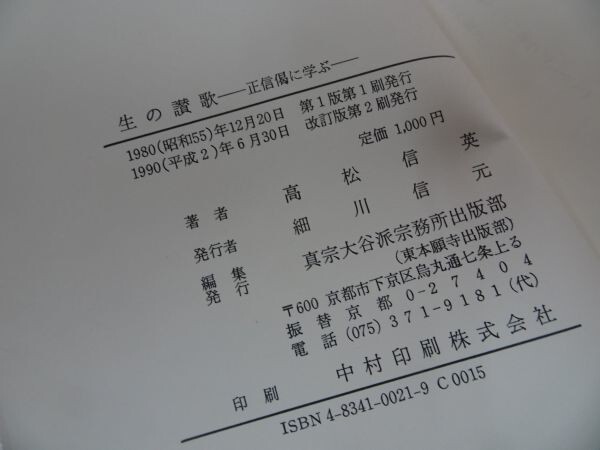 生の讃歌――正信偈に学ぶ――
1980(昭和55)年12月20日 第1版第1刷発行
1990(平成2)年6月30日 改訂版第2刷発行
定価 1,000円
著者 高松信英
発行者 細川信元
編集
発行 真宗大谷派宗務所出版部
(東本願寺出版部)
〒600 京都市下京区烏丸通七条上る
振替京都0-27404
電話(075)371-9181(代)
印刷 中村印刷株式会社
ISBN4-8341-0021-9 C0015